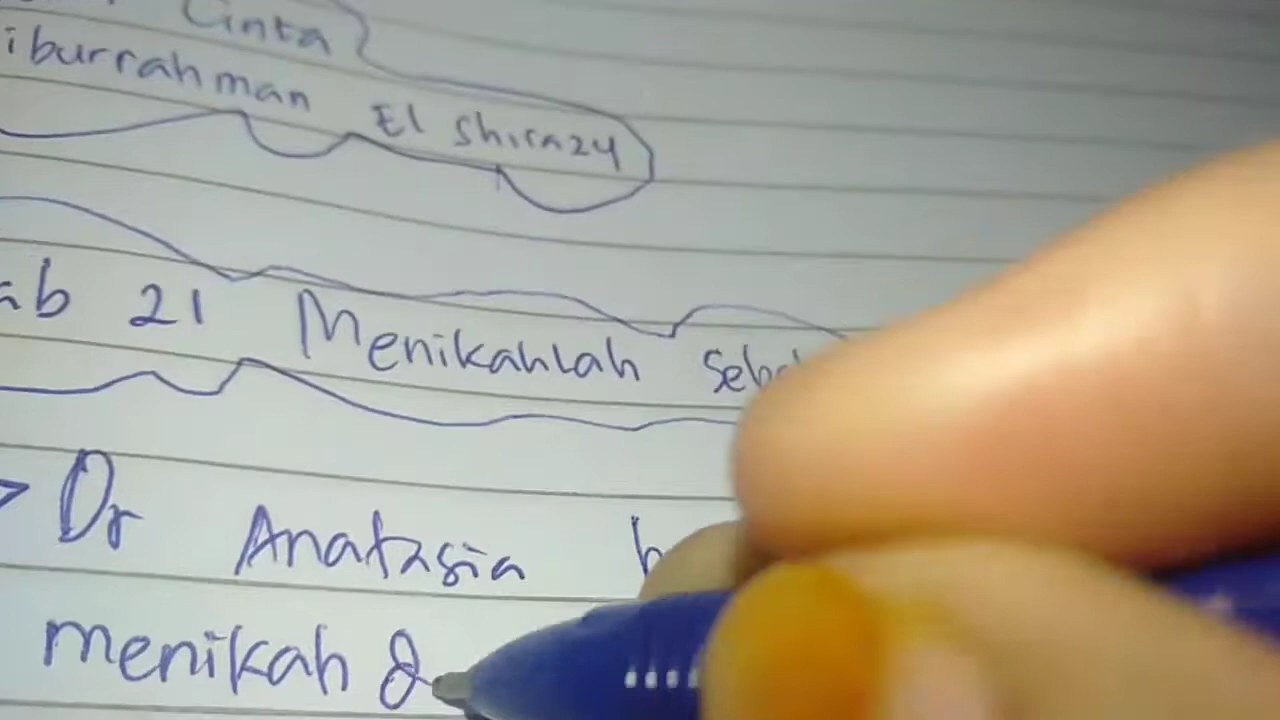 Cinta
iburrahman El Shirazy
ab 21 Menikahlah
Dr Anatasia
menikah